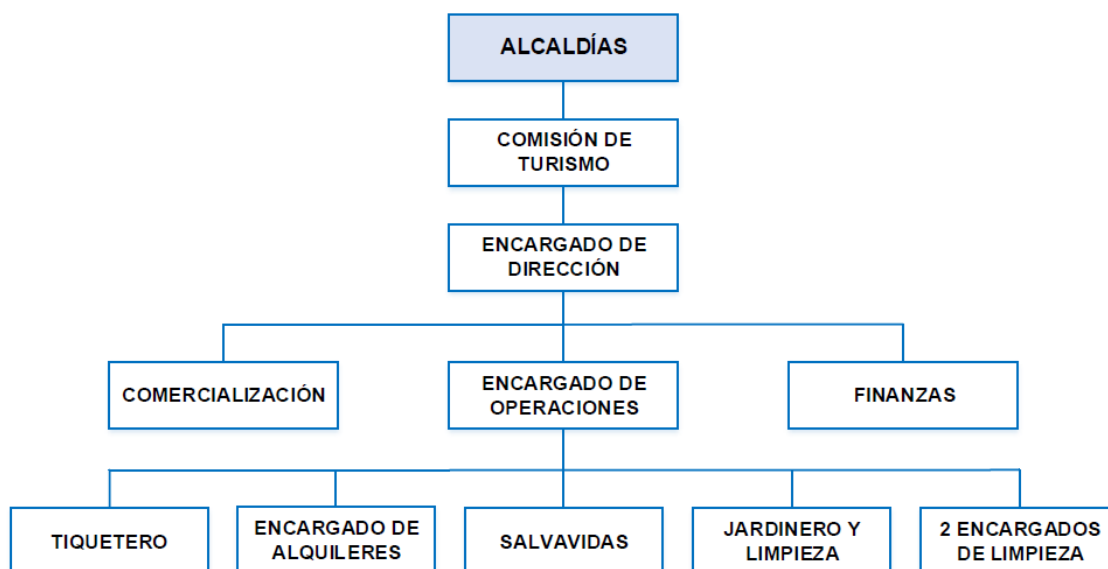 ALCALDÍAS
COMISIÓN DE
TURISMO
ENCARGADO DE
DIRECCIÓN
COMERCIALIZACIÓN
ENCARGADO DE
OPERACIONES
FINANZAS
TIQUETERO
ENCARGADO DE
ALQUILERES
SALVAVIDAS
JARDINERO Y
LIMPIEZA
2 ENCARGADOS
DE LIMPIEZA